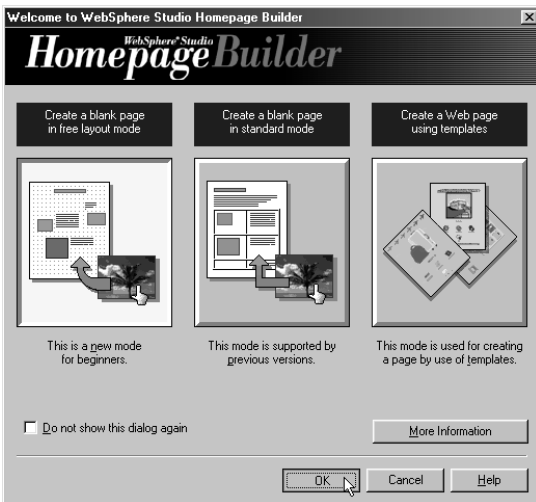 Welcome to WebSphere Studio Homepage Builder
WebSphere® Studio
Homepage Builder
Create a blank page
in free layout mode
Create a blank page
in standard mode
Create a Web page
using templates
This is a new mode
for beginners.
This mode is supported by
previous versions.
This mode is used for creating
a page by use of templates.
Do not show this dialog again
More Information
OK
Cancel
Help